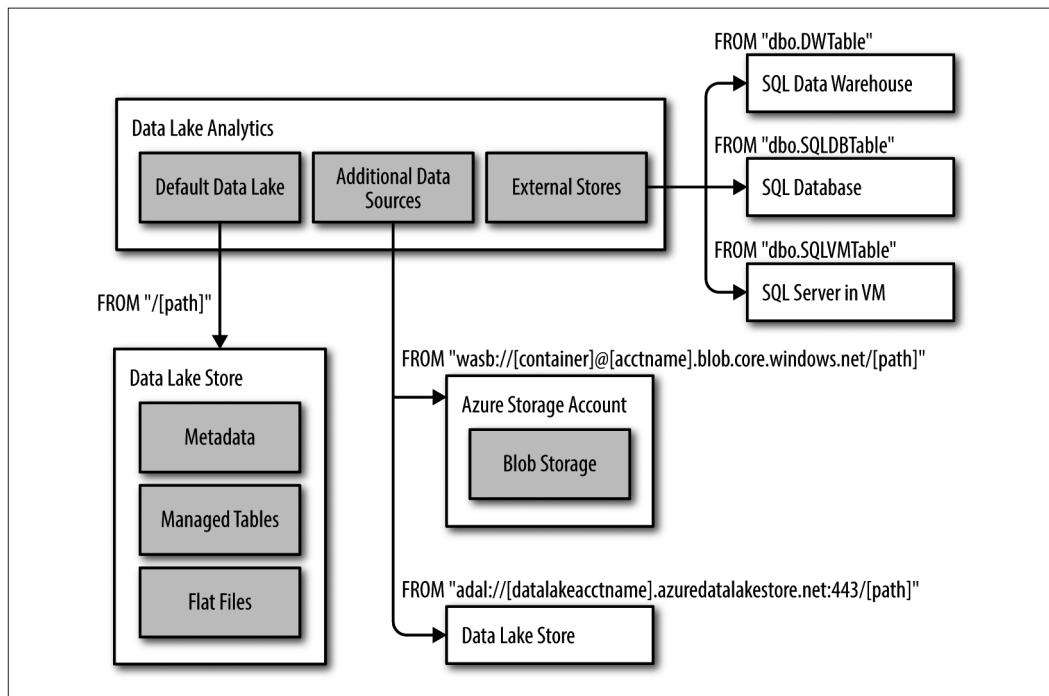 FROM "dbo.DWTable"
SQL Data Warehouse
Data Lake Analytics
Default Data Lake
Additional Data
Sources
External Stores
FROM "dbo.SQLDBTable"
SQL Database
FROM "dbo.SQLVMTable"
SQL Server in VM
FROM "/[path]"
Data Lake Store
Metadata
Managed Tables
Flat Files
FROM "wasb://[container]@[acctname].blob.core.windows.net/[path]"
Azure Storage Account
Blob Storage
FROM "adal://[datalakeacctname].azuredatalakestore.net:443/[path]"
Data Lake Store